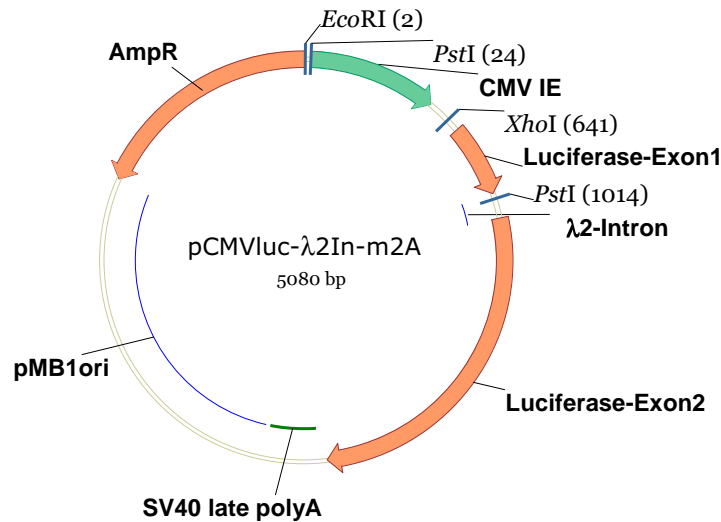 EcoRI (2)
AmpR
PstI (24)
CMV IE
XhoI (641)
Luciferase-Exon1
PstI (1014)
λ2-Intron
pCMVluc-λ2In-m2A
5080 bp
pMB1ori
Luciferase-Exon2
SV40 late polyA